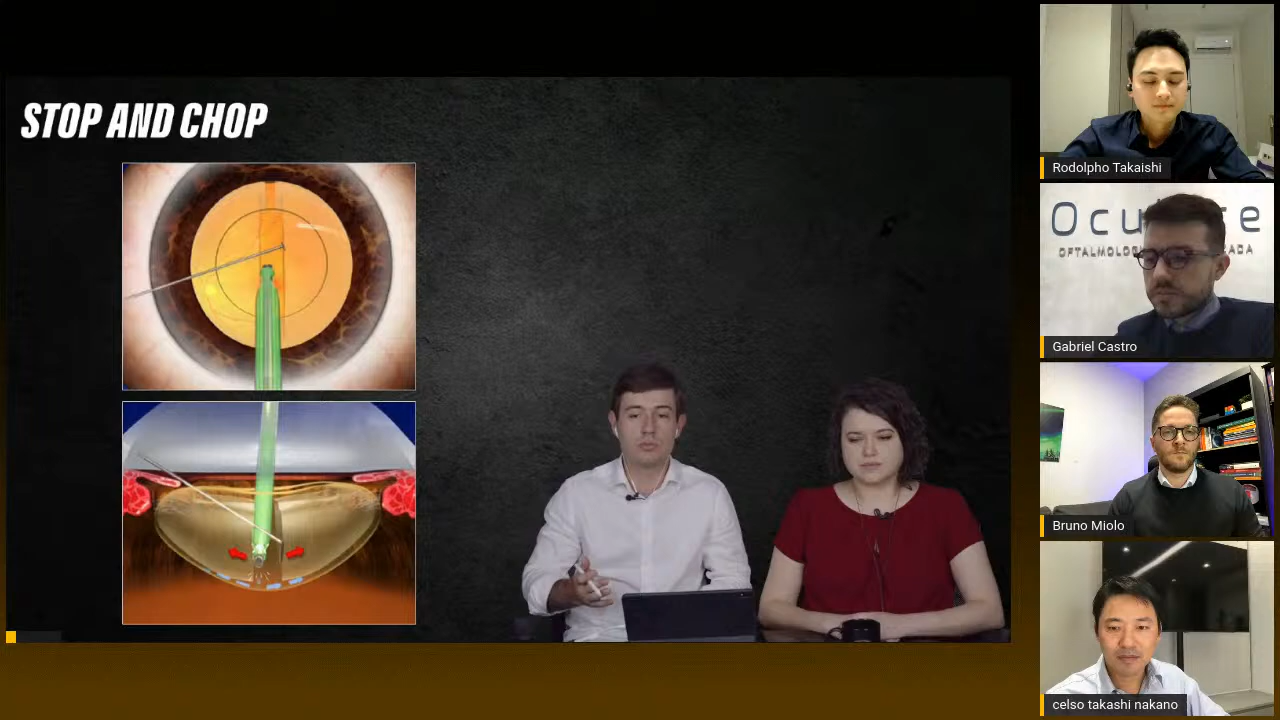 STOP AND CHOP
Rodolpho Takaishi
Gabriel Castro
Bruno Miolo
celso takashi nakano